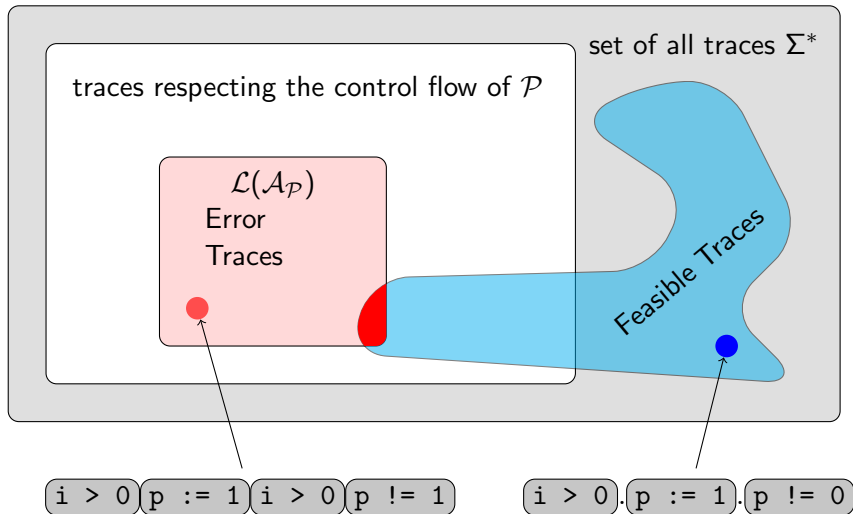 set of all traces Σ*
traces respecting the control flow of 𝒫
ℒ(𝒜_𝒫)
Error
Traces
Feasible Traces
i > 0 p := 1 i > 0 p != 1
i > 0 . p := 1 . p != 0